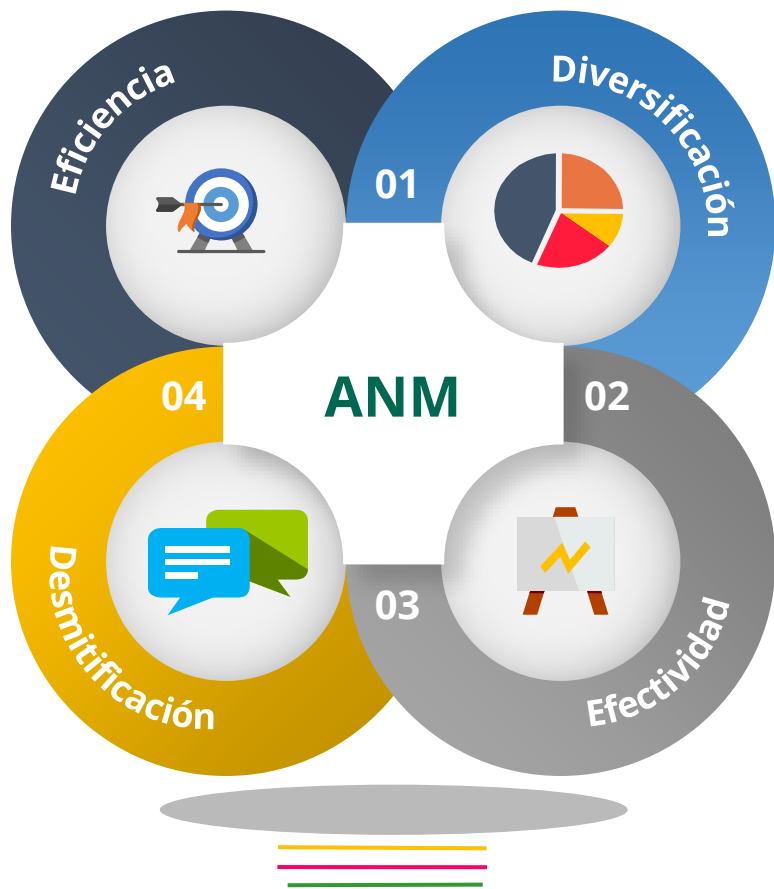 Eficiencia
Diversificación
01
ANM
04
02
03
Desmitificación
Efectividad